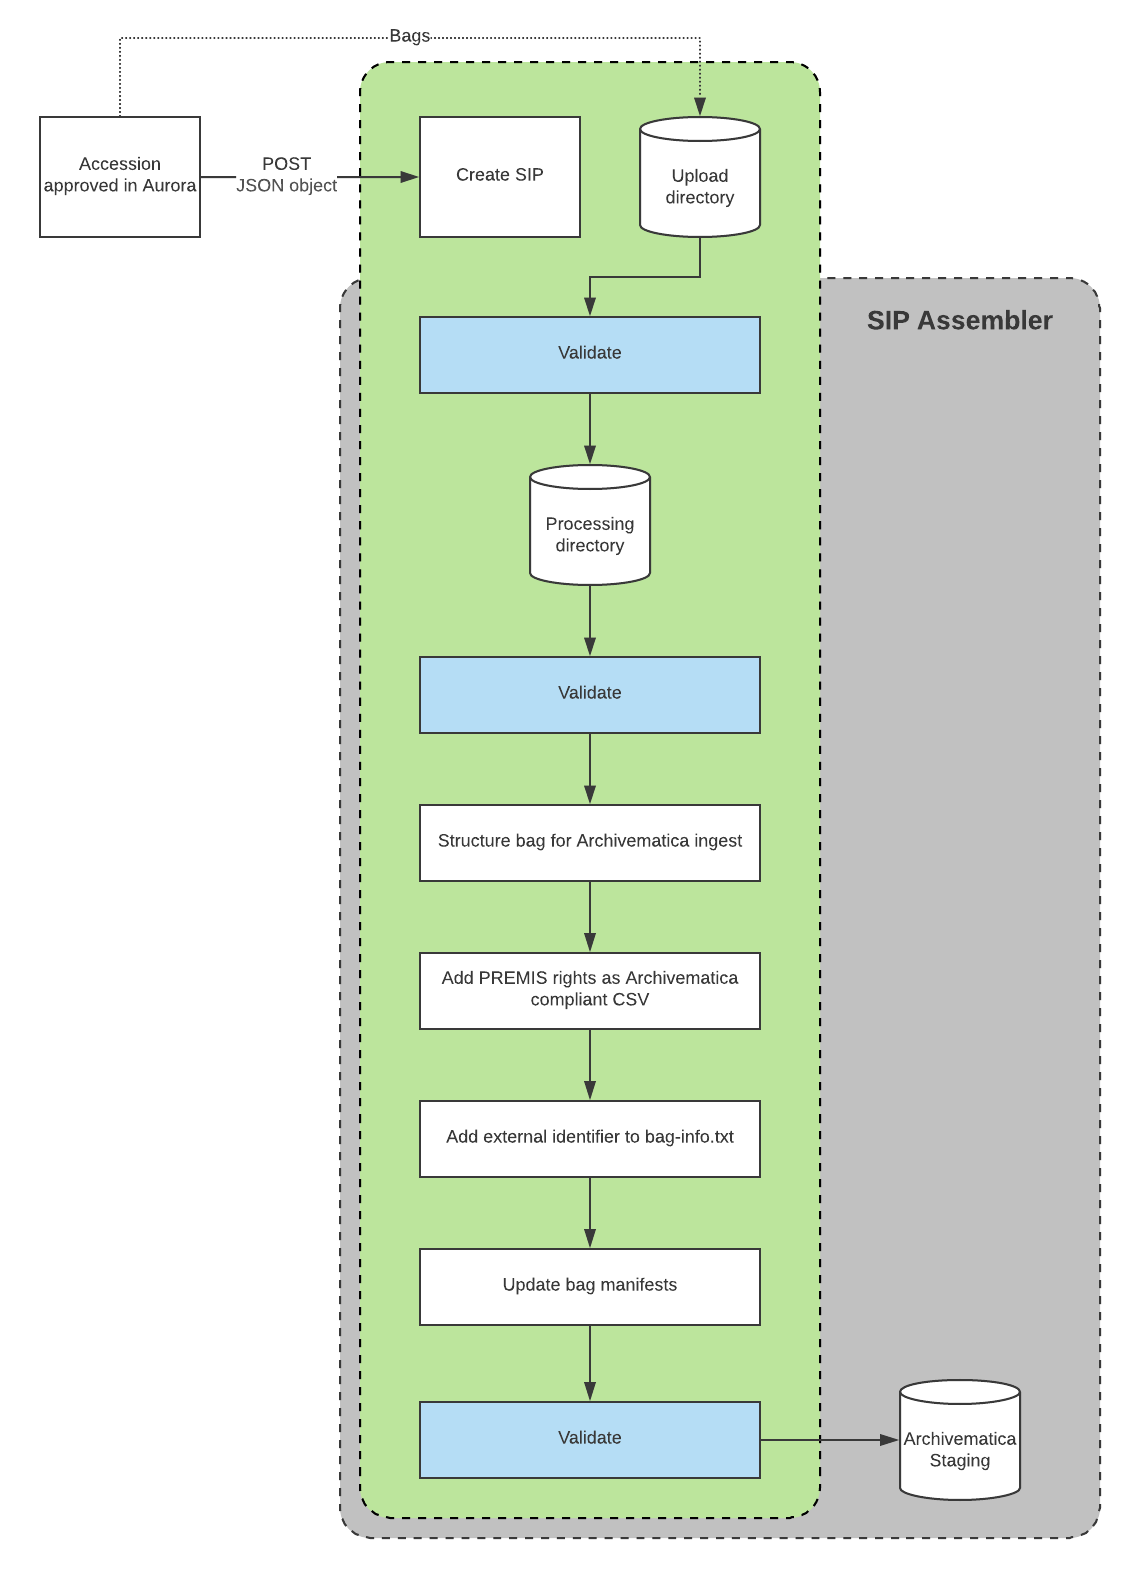 Bags
Accession
approved in Aurora
POST
JSON object
Create SIP
Upload
directory
SIP Assembler
Validate
Processing
directory
Validate
Structure bag for Archivematica ingest
Add PREMIS rights as Archivematica
compliant CSV
Add external identifier to bag-info.txt
Update bag manifests
Validate
Archivematica
Staging